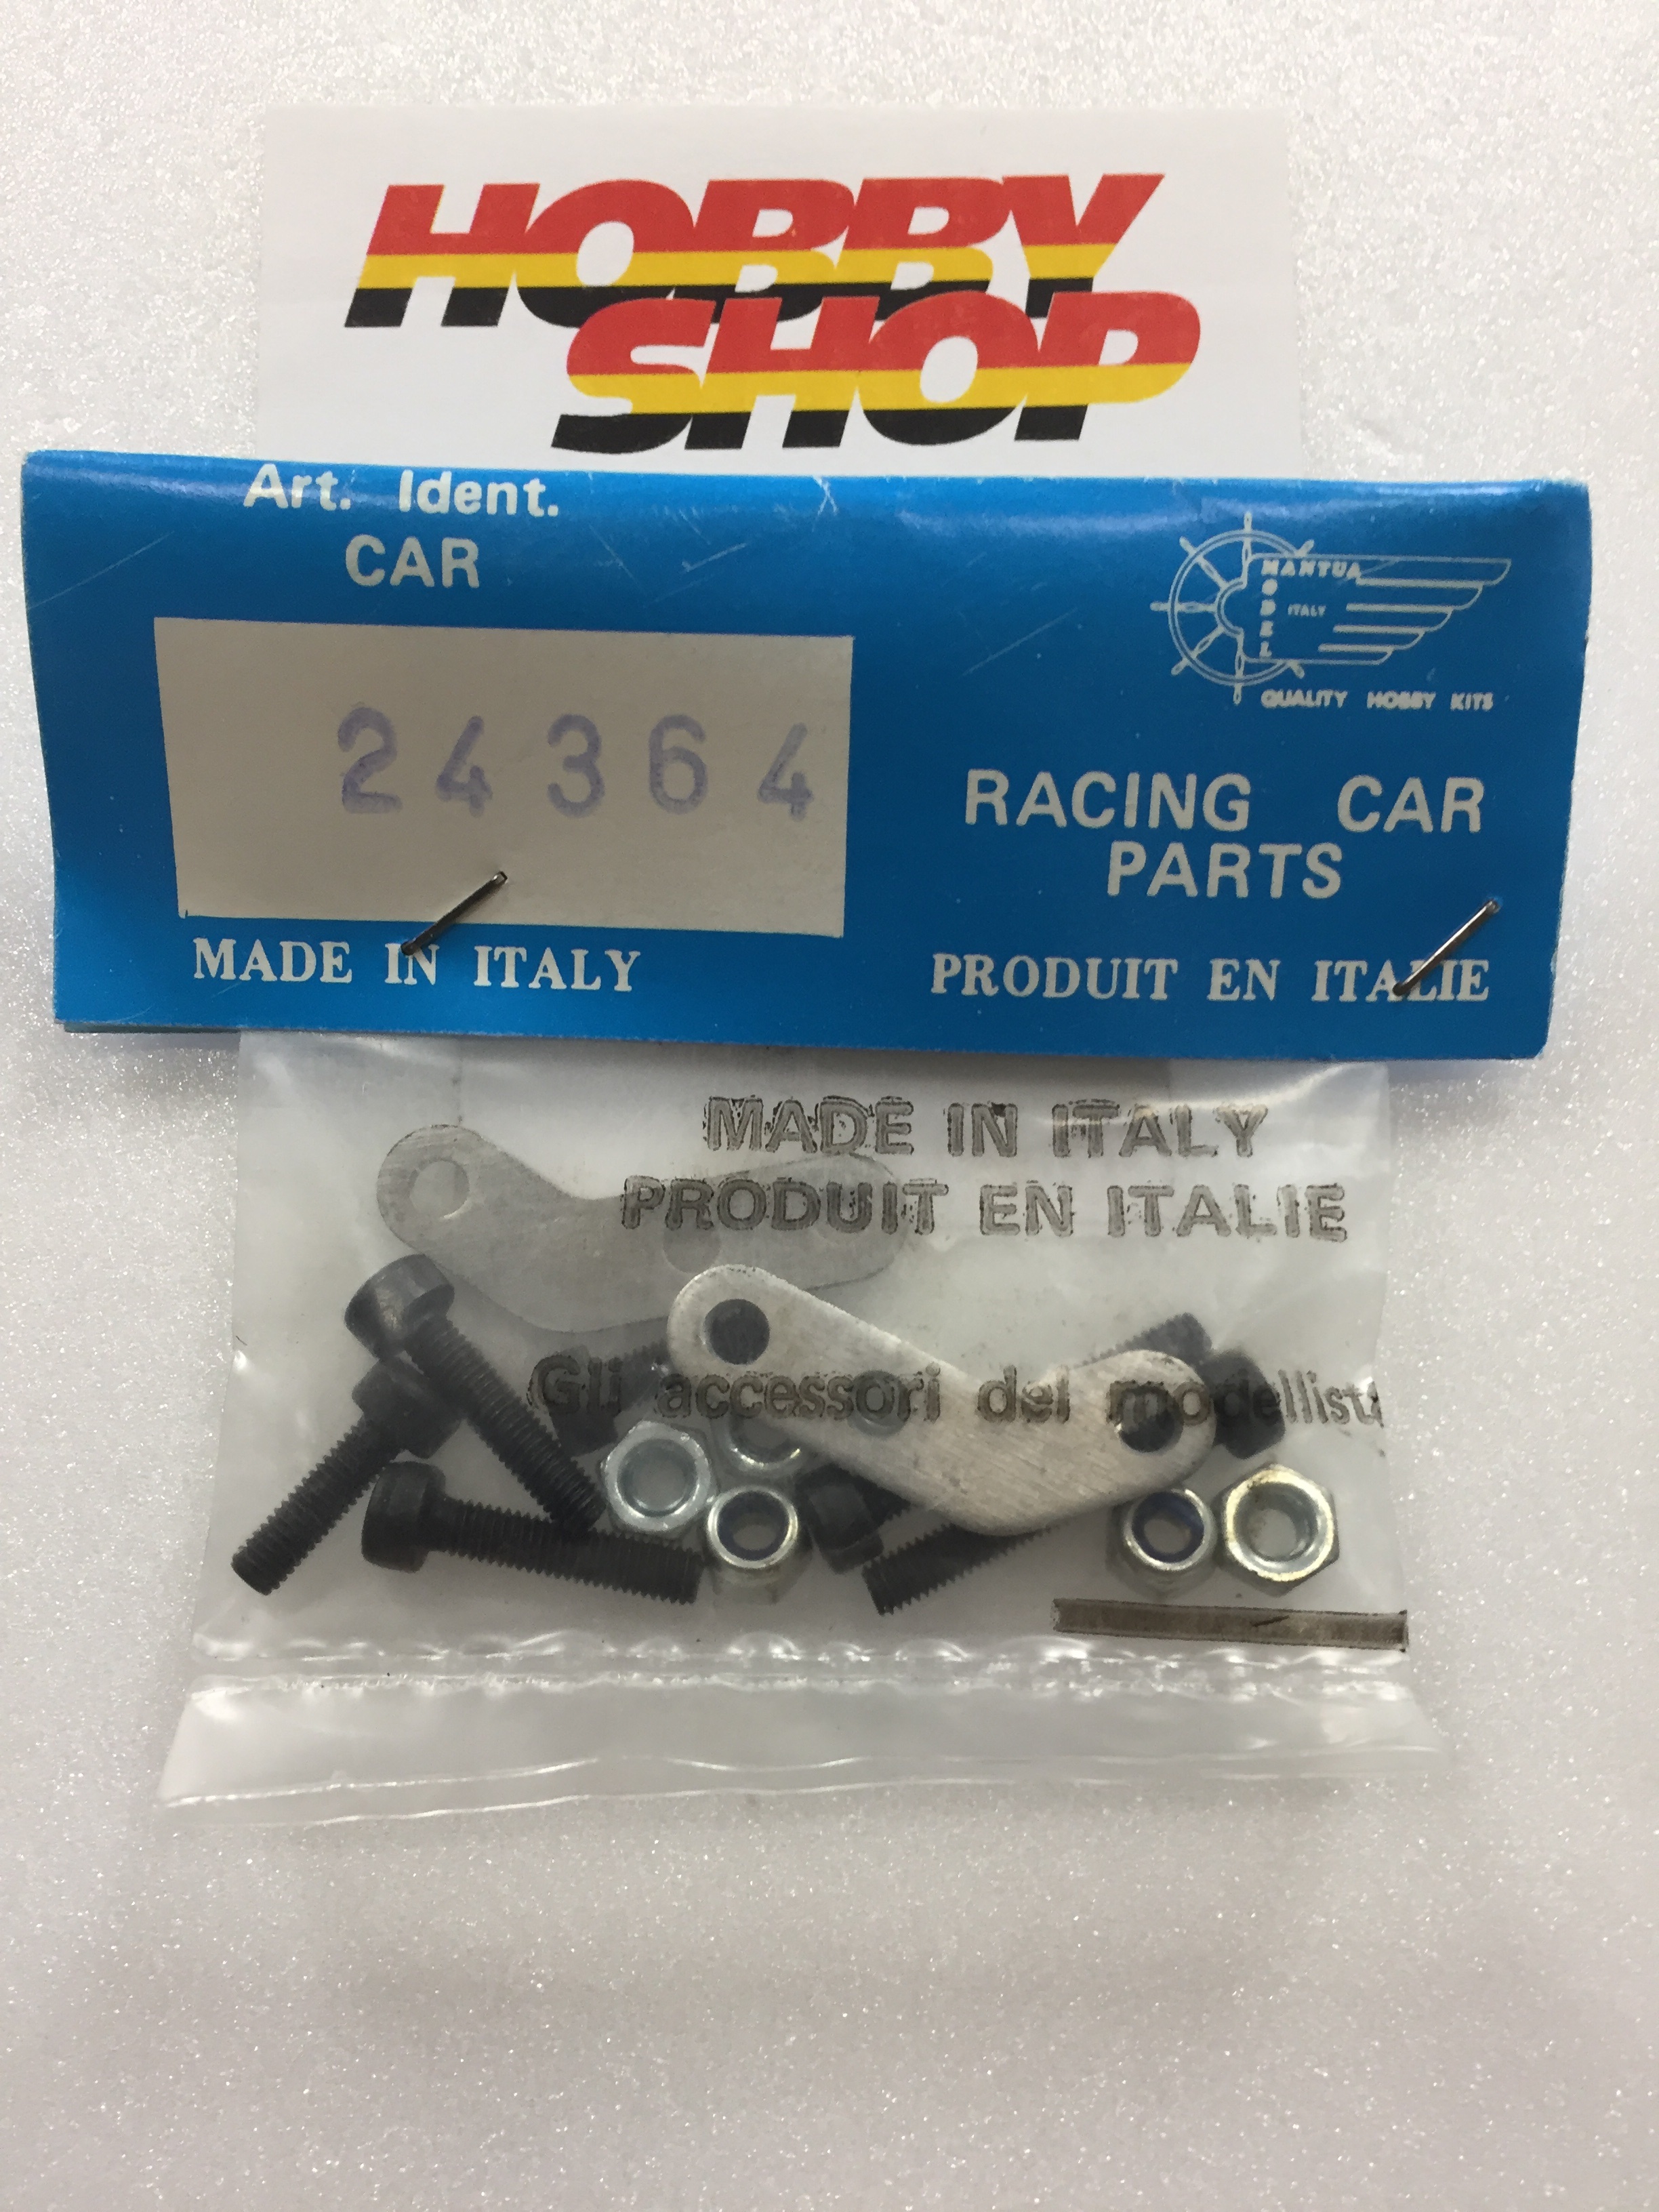 HOBBY
SHOP
Art. Ident.
CAR
24364
MADE IN ITALY
MANTUA
MODEL
ITALY
QUALITY HOBBY KITS
RACING CAR
PARTS
PRODUIT EN ITALIE
MADE IN ITALY
PRODUIT EN ITALIE
Gli accessori del